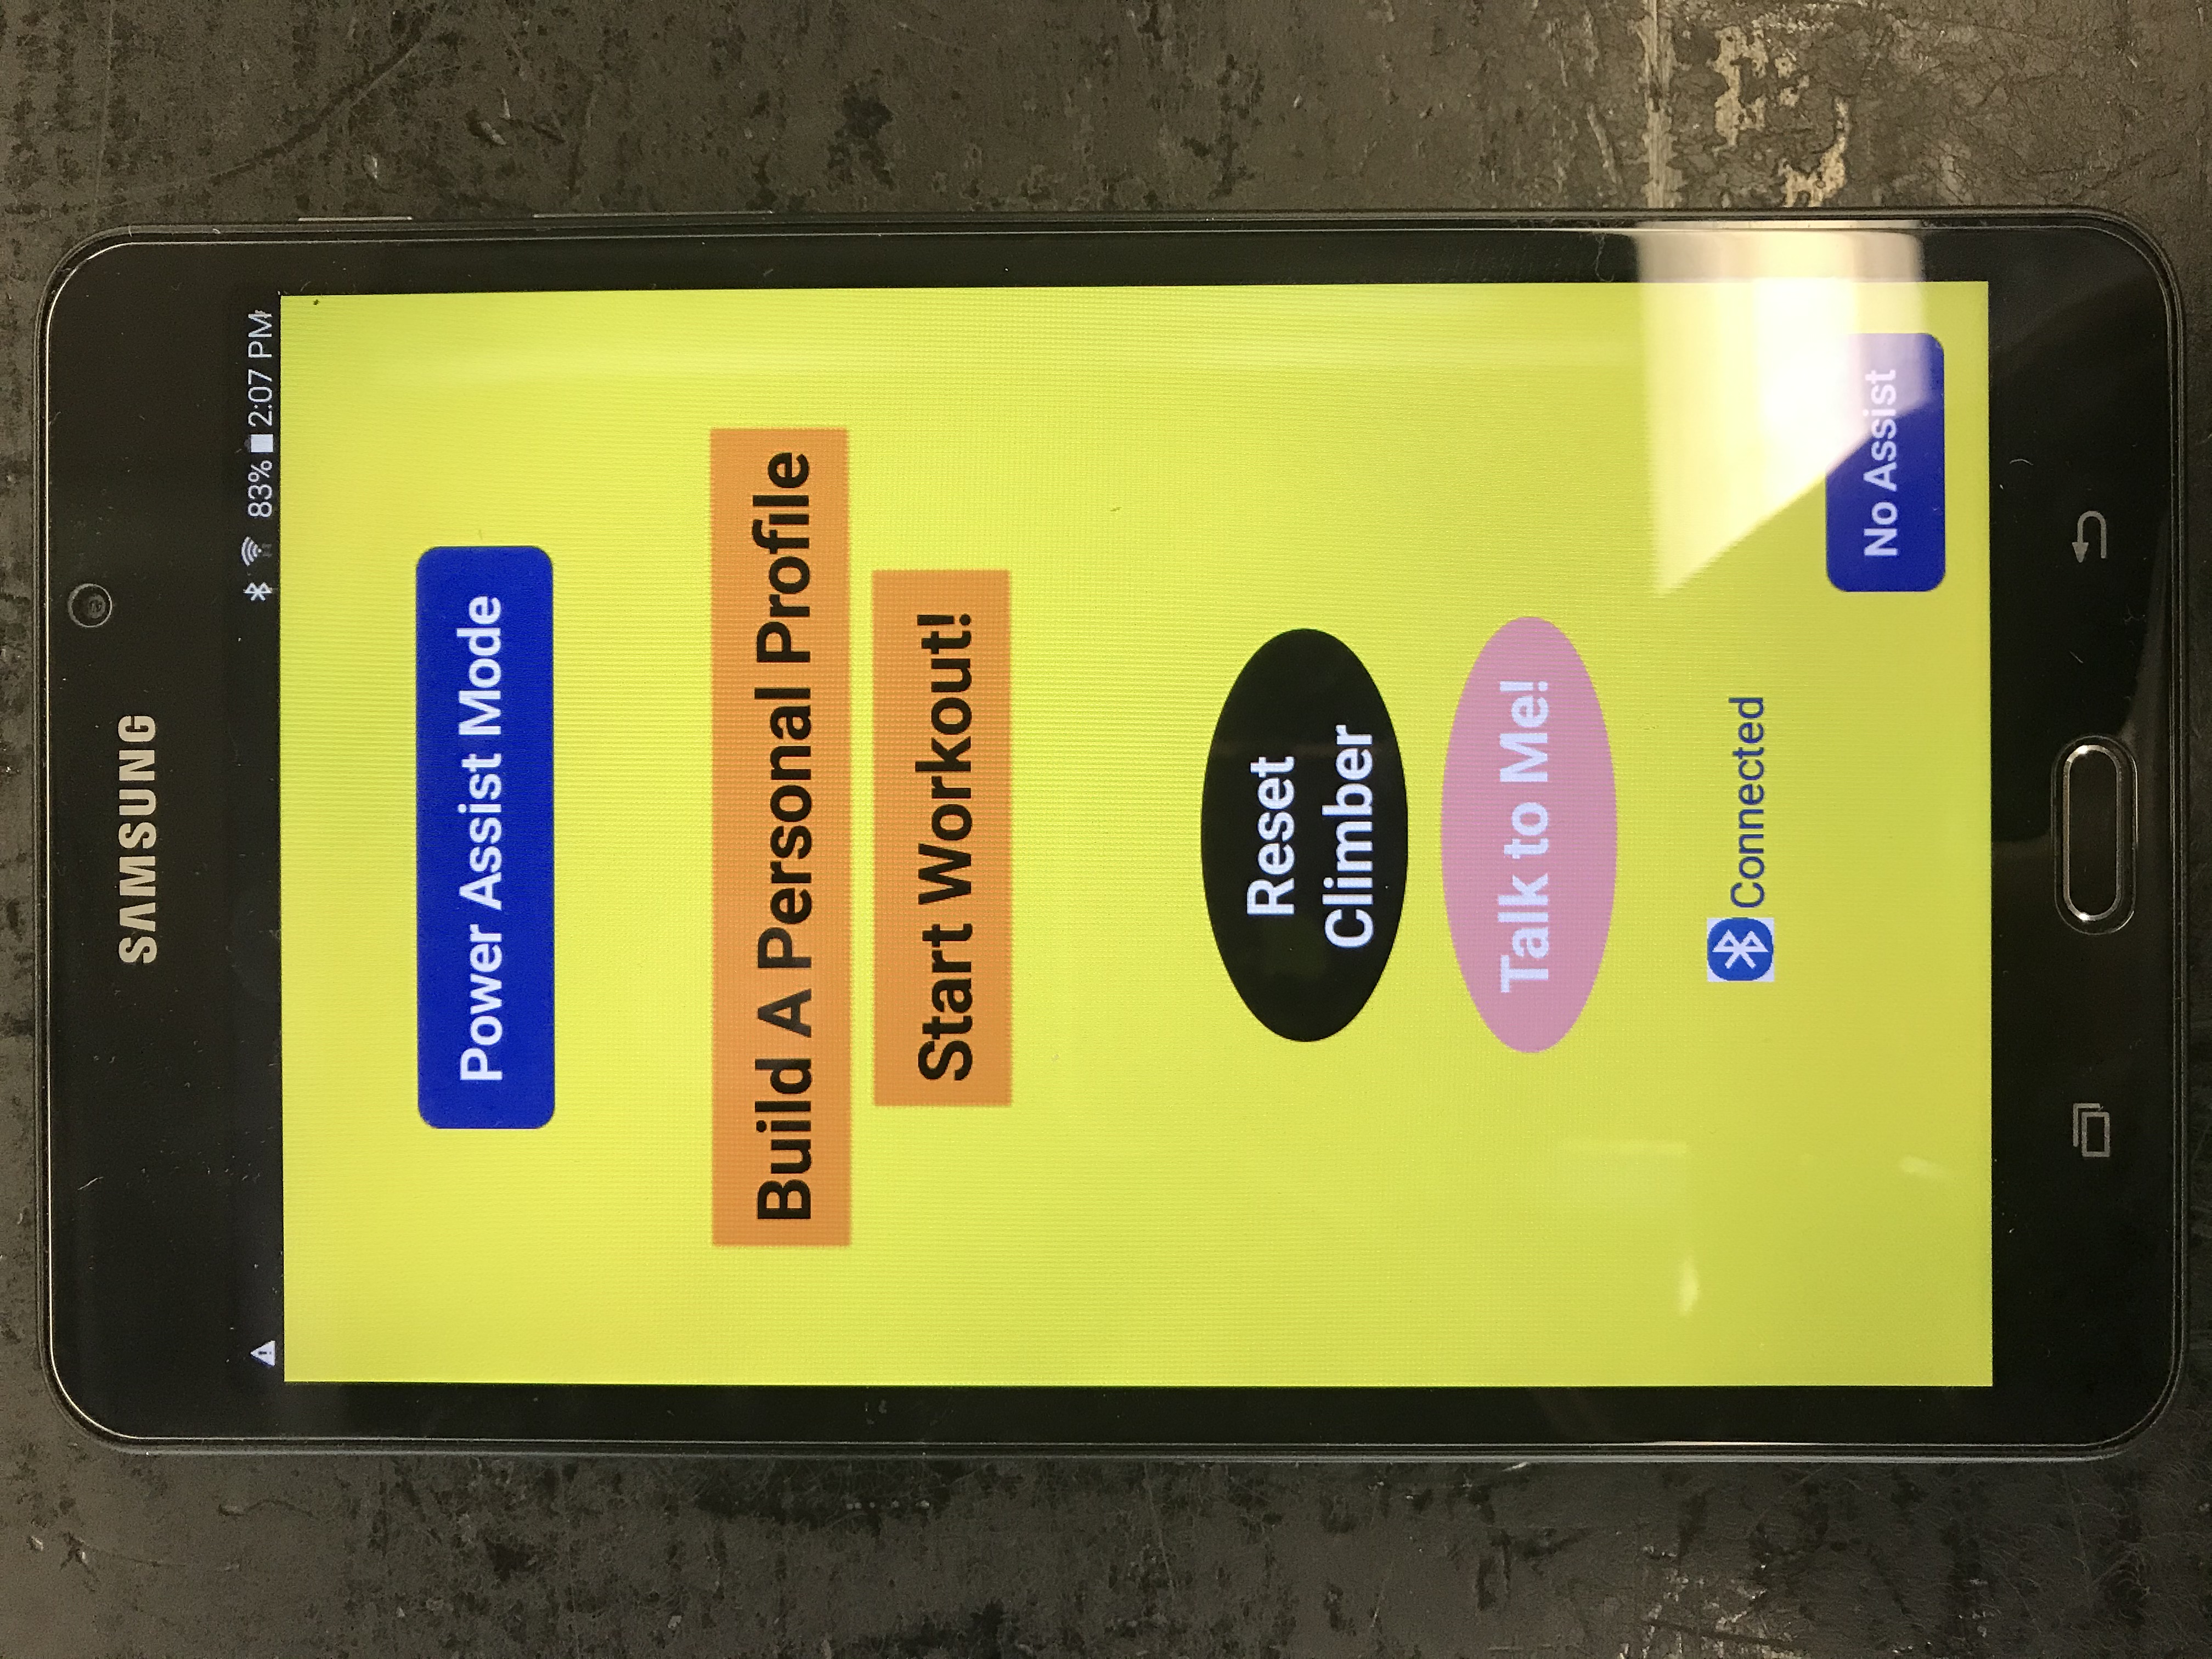 SAMSUNG
83% 2:07 PM
Power Assist Mode
Build A Personal Profile
Start Workout!
Reset
Climber
Talk to Me!
Connected
No Assist